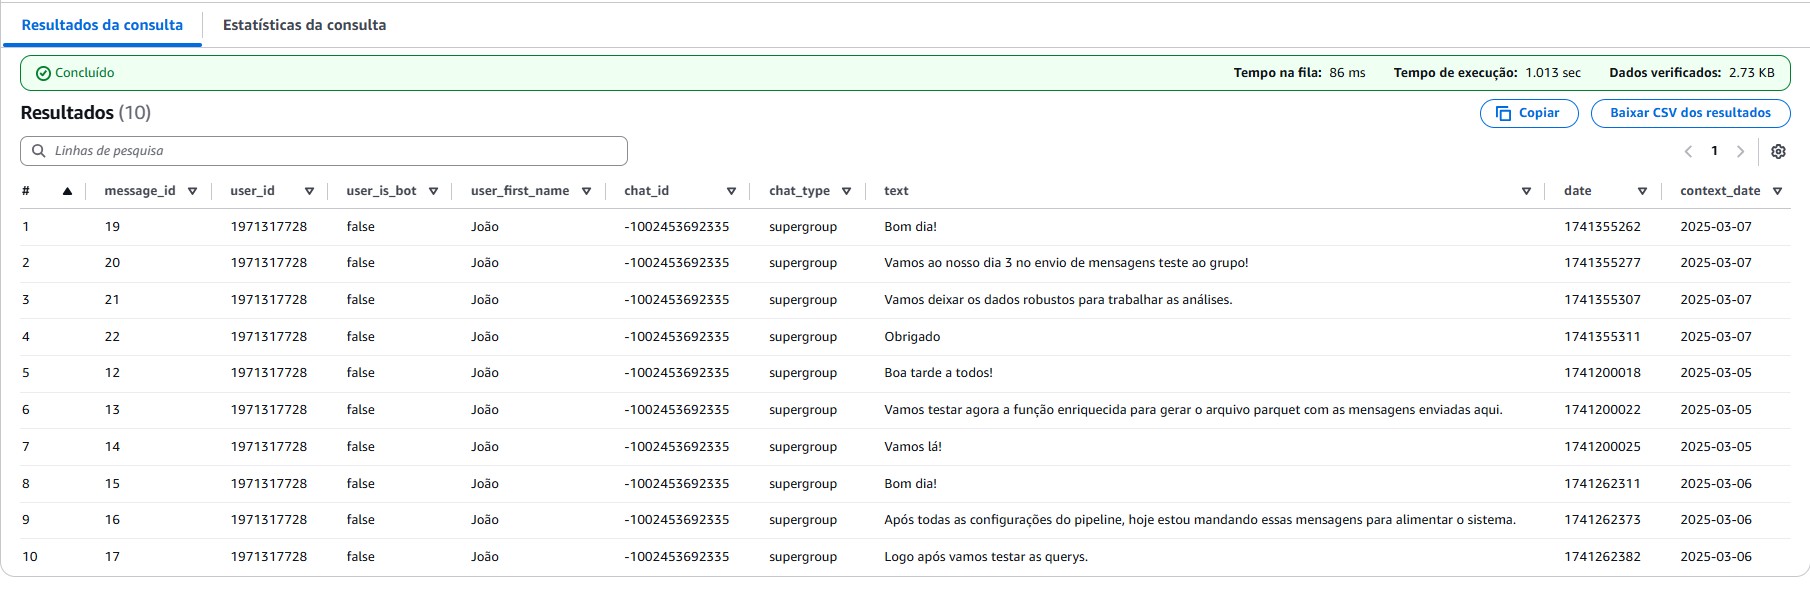 Resultados da consulta Estatísticas da consulta
Concluído Tempo na fila: 86 ms Tempo de execução: 1.013 sec Dados verificados: 2.73 KB
Resultados (10) Copiar Baixar CSV dos resultados
Linhas de pesquisa 1
# message_id user_id user_is_bot user_first_name chat_id chat_type text date context_date
1 19 1971317728 false João -1002453692335 supergroup Bom dia! 1741355262 2025-03-07
2 20 1971317728 false João -1002453692335 supergroup Vamos ao nosso dia 3 no envio de mensagens teste ao grupo! 1741355277 2025-03-07
3 21 1971317728 false João -1002453692335 supergroup Vamos deixar os dados robustos para trabalhar as análises. 1741355307 2025-03-07
4 22 1971317728 false João -1002453692335 supergroup Obrigado 1741355311 2025-03-07
5 12 1971317728 false João -1002453692335 supergroup Boa tarde a todos! 1741200018 2025-03-05
6 13 1971317728 false João -1002453692335 supergroup Vamos testar agora a função enriquecida para gerar o arquivo parquet com as mensagens enviadas aqui. 1741200022 2025-03-05
7 14 1971317728 false João -1002453692335 supergroup Vamos lá! 1741200025 2025-03-05
8 15 1971317728 false João -1002453692335 supergroup Bom dia! 1741262311 2025-03-06
9 16 1971317728 false João -1002453692335 supergroup Após todas as configurações do pipeline, hoje estou mandando essas mensagens para alimentar o sistema. 1741262373 2025-03-06
10 17 1971317728 false João -1002453692335 supergroup Logo após vamos testar as querys. 1741262382 2025-03-06